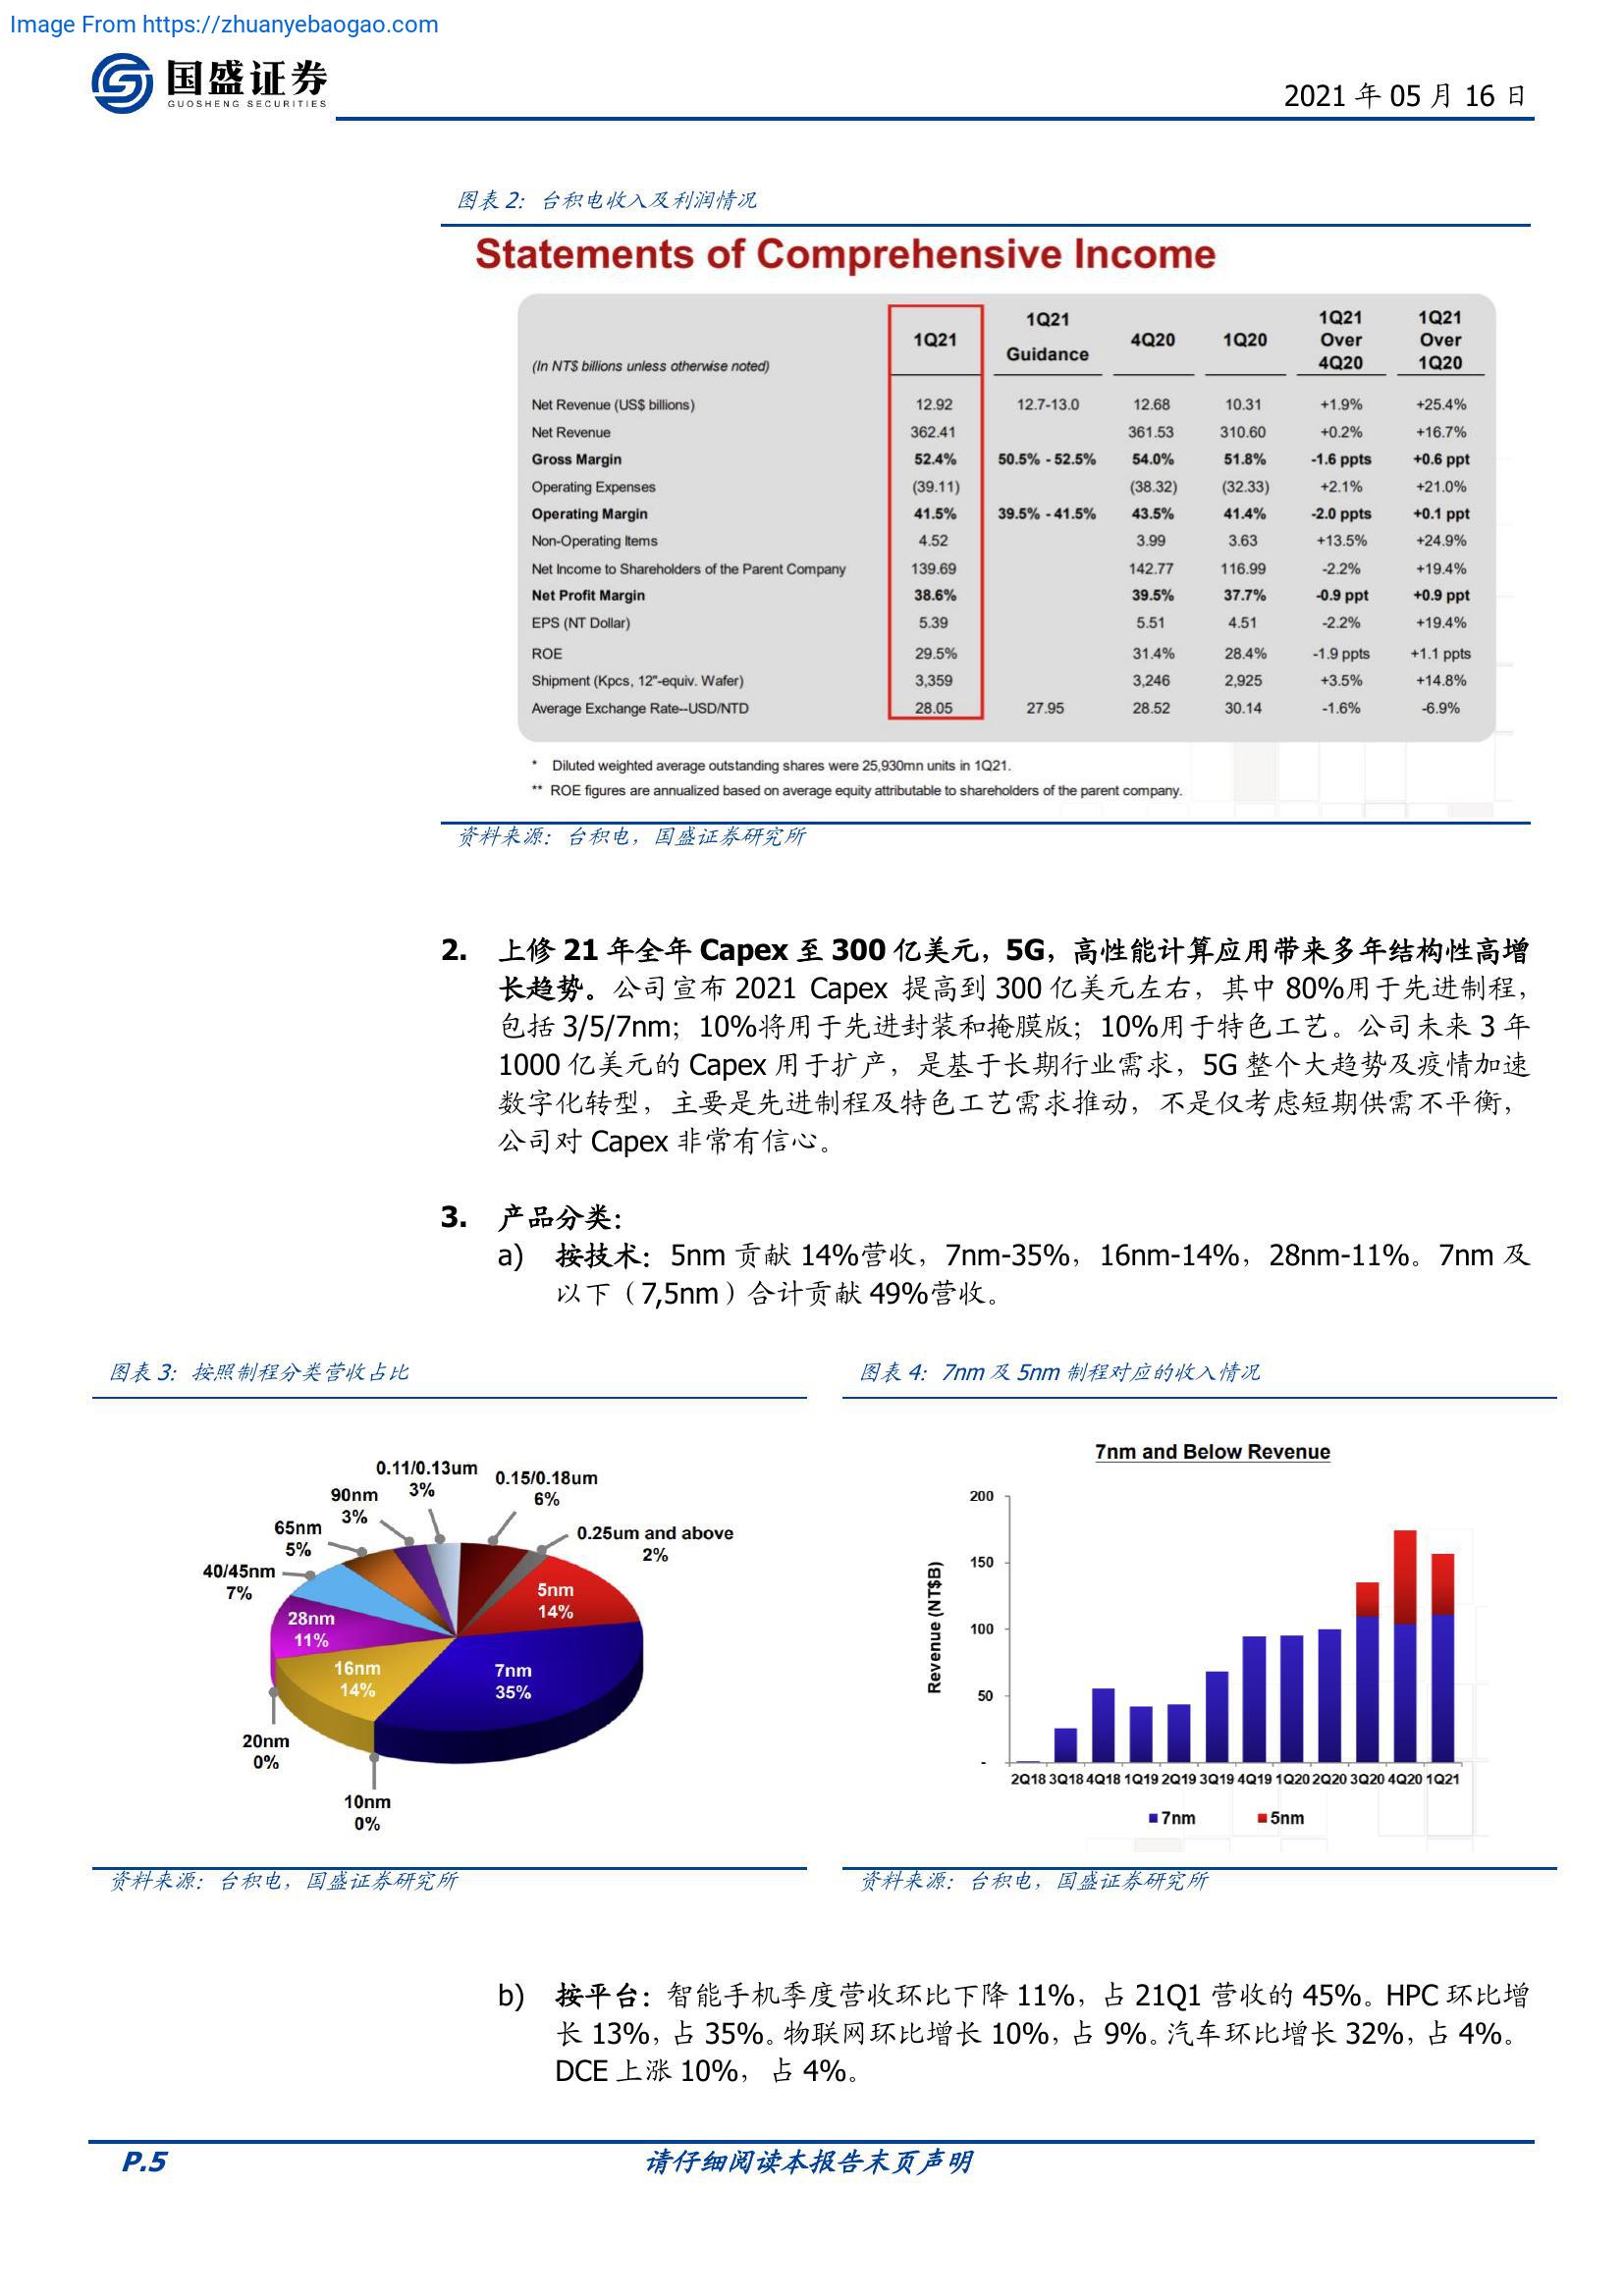 Image From https://zhuanyebaogao.com
国盛证券
GUOSHENG SECURITIES
2021 年 05 月 16 日
图表 2：台积电收入及利润情况
Statements of Comprehensive Income
(In NT$ billions unless otherwise noted) 1Q21 1Q21 Guidance 4Q20 1Q20 1Q21 Over 4Q20 1Q21 Over 1Q20
Net Revenue (US$ billions) 12.92 12.7-13.0 12.68 10.31 +1.9% +25.4%
Net Revenue 362.41 361.53 310.60 +0.2% +16.7%
Gross Margin 52.4% 50.5% - 52.5% 54.0% 51.8% -1.6 ppts +0.6 ppt
Operating Expenses (39.11) (38.32) (32.33) +2.1% +21.0%
Operating Margin 41.5% 39.5% - 41.5% 43.5% 41.4% -2.0 ppts +0.1 ppt
Non-Operating Items 4.52 3.99 3.63 +13.5% +24.9%
Net Income to Shareholders of the Parent Company 139.69 142.77 116.99 -2.2% +19.4%
Net Profit Margin 38.6% 39.5% 37.7% -0.9 ppt +0.9 ppt
EPS (NT Dollar) 5.39 5.51 4.51 -2.2% +19.4%
ROE 29.5% 31.4% 28.4% -1.9 ppts +1.1 ppts
Shipment (Kpcs, 12"-equiv. Wafer) 3,359 3,246 2,925 +3.5% +14.8%
Average Exchange Rate--USD/NTD 28.05 27.95 28.52 30.14 -1.6% -6.9%
* Diluted weighted average outstanding shares were 25,930mn units in 1Q21.
** ROE figures are annualized based on average equity attributable to shareholders of the parent company.
资料来源：台积电，国盛证券研究所
2. 上修 21 年全年 Capex 至 300 亿美元，5G，高性能计算应用带来多年结构性高增
长趋势。公司宣布 2021 Capex 提高到 300 亿美元左右，其中 80%用于先进制程，
包括 3/5/7nm；10%将用于先进封装和掩膜版；10%用于特色工艺。公司未来 3 年
1000 亿美元的 Capex 用于扩产，是基于长期行业需求，5G 整个大趋势及疫情加速
数字化转型，主要是先进制程及特色工艺需求推动，不是仅考虑短期供需不平衡，
公司对 Capex 非常有信心。
3. 产品分类：
a) 按技术：5nm 贡献 14%营收，7nm-35%，16nm-14%，28nm-11%。7nm 及
以下（7,5nm）合计贡献 49%营收。
图表 3：按照制程分类营收占比
0.11/0.13um
3%
0.15/0.18um
6%
90nm
3%
65nm
5%
0.25um and above
2%
40/45nm
7%
5nm
14%
28nm
11%
16nm
14%
7nm
35%
20nm
0%
10nm
0%
资料来源：台积电，国盛证券研究所
图表 4：7nm 及 5nm 制程对应的收入情况
7nm and Below Revenue
Revenue (NT$B)
200
150
100
50
-
2Q18 3Q18 4Q18 1Q19 2Q19 3Q19 4Q19 1Q20 2Q20 3Q20 4Q20 1Q21
7nm 5nm
资料来源：台积电，国盛证券研究所
b) 按平台：智能手机季度营收环比下降 11%，占 21Q1 营收的 45%。HPC 环比增
长 13%，占 35%。物联网环比增长 10%，占 9%。汽车环比增长 32%，占 4%。
DCE 上涨 10%，占 4%。
P.5
请仔细阅读本报告末页声明